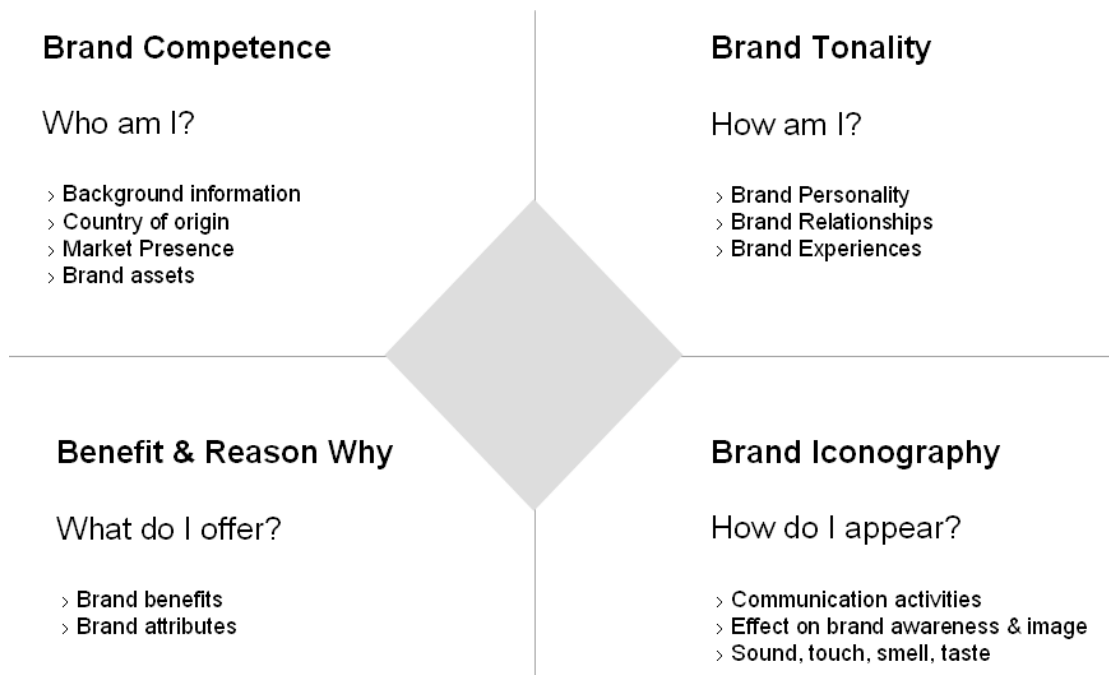 Brand Competence
Who am I?
> Background information
> Country of origin
> Market Presence
> Brand assets
Brand Tonality
How am I?
> Brand Personality
> Brand Relationships
> Brand Experiences
Benefit & Reason Why
What do I offer?
> Brand benefits
> Brand attributes
Brand Iconography
How do I appear?
> Communication activities
> Effect on brand awareness & image
> Sound, touch, smell, taste